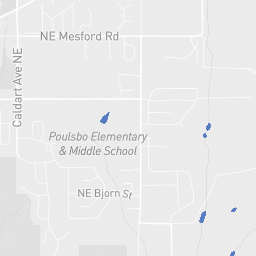 NE Mesford Rd
Caldart Ave NE
Poulsbo Elementary
& Middle School
NE Bjorn St